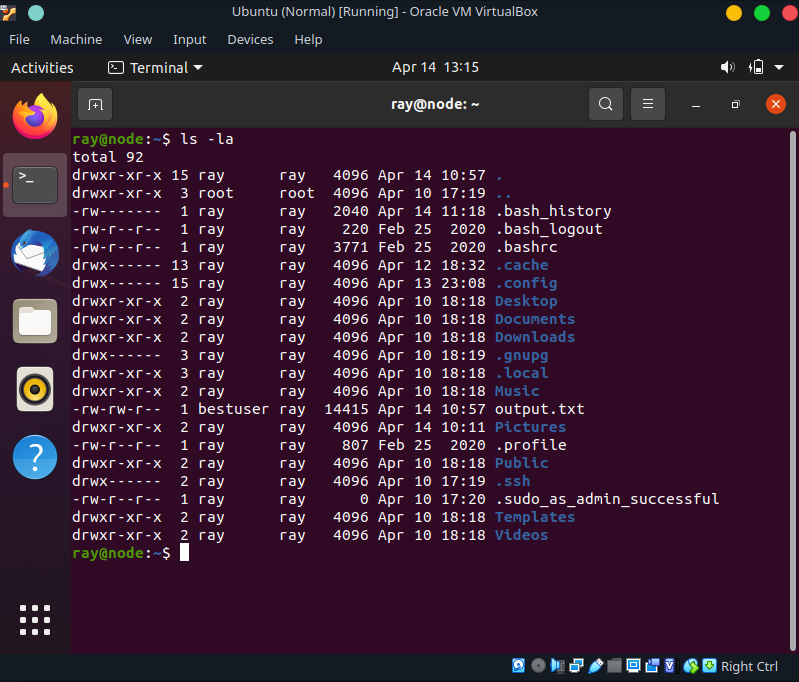 Ubuntu (Normal) [Running] - Oracle VM VirtualBox
File Machine View Input Devices Help
Activities Terminal Apr 14 13:15
ray@node: ~
ray@node:~$ ls -la
total 92
drwxr-xr-x 15 ray      ray   4096 Apr 14 10:57 .
drwxr-xr-x  3 root     root  4096 Apr 10 17:19 ..
-rw-------  1 ray      ray   2040 Apr 14 11:18 .bash_history
-rw-r--r--  1 ray      ray    220 Feb 25  2020 .bash_logout
-rw-r--r--  1 ray      ray   3771 Feb 25  2020 .bashrc
drwx------ 13 ray      ray   4096 Apr 12 18:32 .cache
drwx------ 15 ray      ray   4096 Apr 13 23:08 .config
drwxr-xr-x  2 ray      ray   4096 Apr 10 18:18 Desktop
drwxr-xr-x  2 ray      ray   4096 Apr 10 18:18 Documents
drwxr-xr-x  2 ray      ray   4096 Apr 10 18:18 Downloads
drwx------  3 ray      ray   4096 Apr 10 18:19 .gnupg
drwxr-xr-x  3 ray      ray   4096 Apr 10 18:18 .local
drwxr-xr-x  2 ray      ray   4096 Apr 10 18:18 Music
-rw-rw-r--  1 bestuser ray  14415 Apr 14 10:57 output.txt
drwxr-xr-x  2 ray      ray   4096 Apr 14 10:11 Pictures
-rw-r--r--  1 ray      ray    807 Feb 25  2020 .profile
drwxr-xr-x  2 ray      ray   4096 Apr 10 18:18 Public
drwx------  2 ray      ray   4096 Apr 10 17:19 .ssh
-rw-r--r--  1 ray      ray      0 Apr 10 17:20 .sudo_as_admin_successful
drwxr-xr-x  2 ray      ray   4096 Apr 10 18:18 Templates
drwxr-xr-x  2 ray      ray   4096 Apr 10 18:18 Videos
ray@node:~$
Right Ctrl